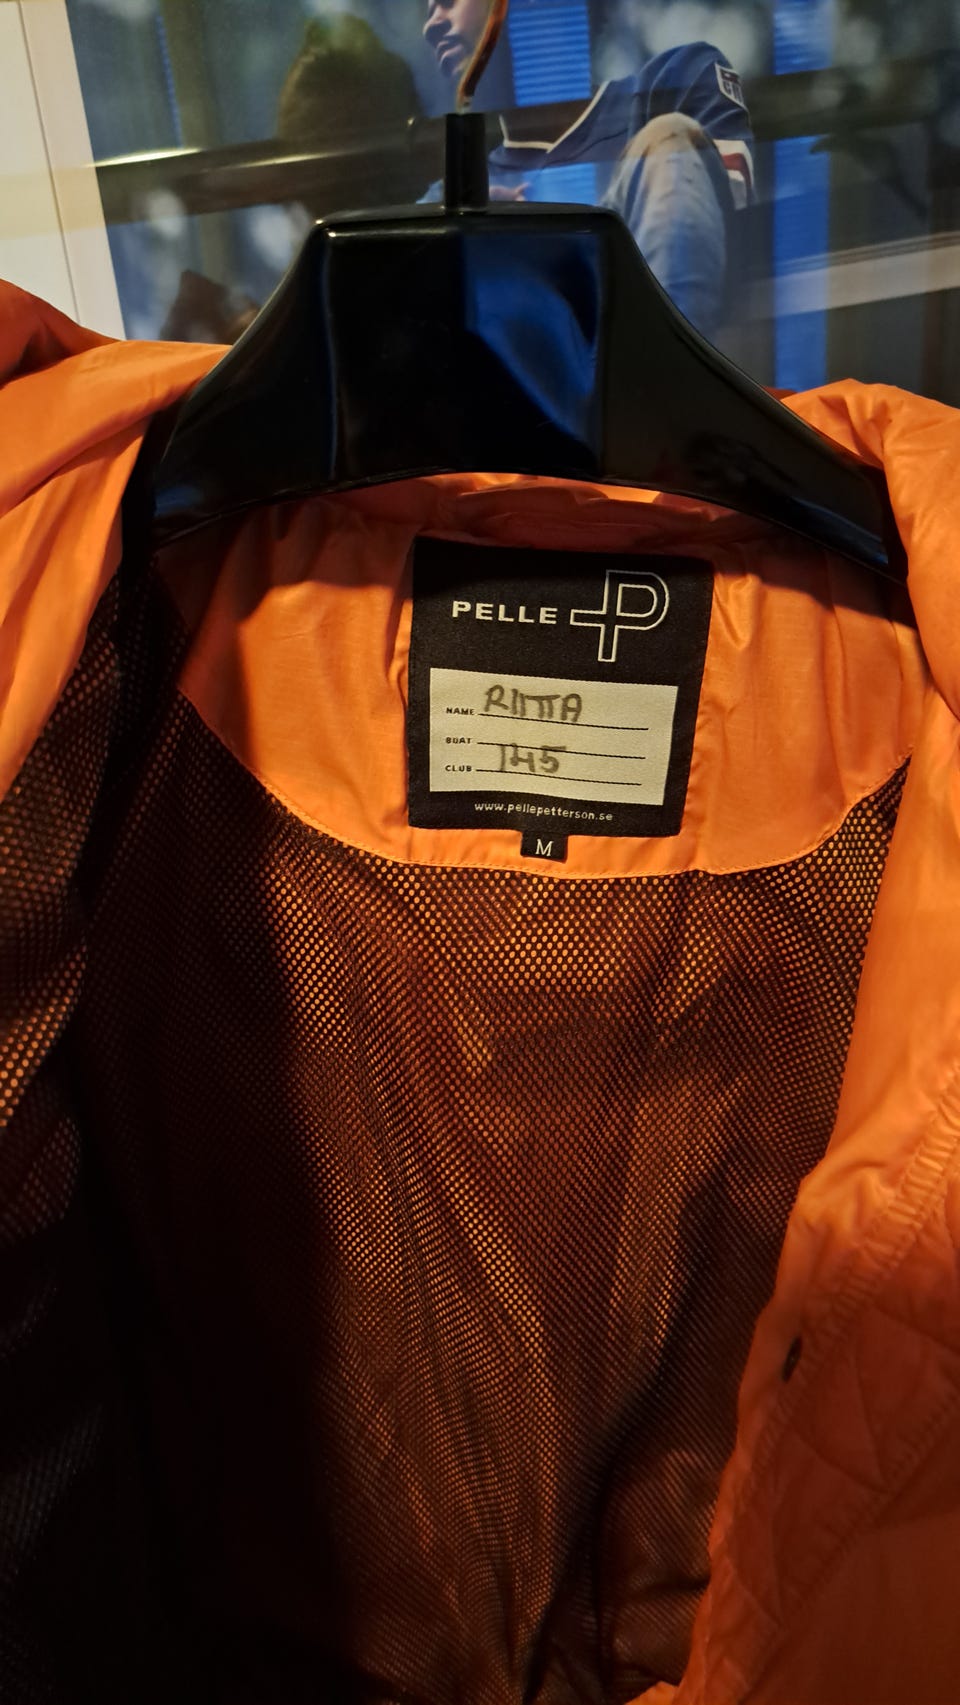 PELLE P
NAME RIITTA
BOAT
CLUB 145
www.pellepetterson.se
M